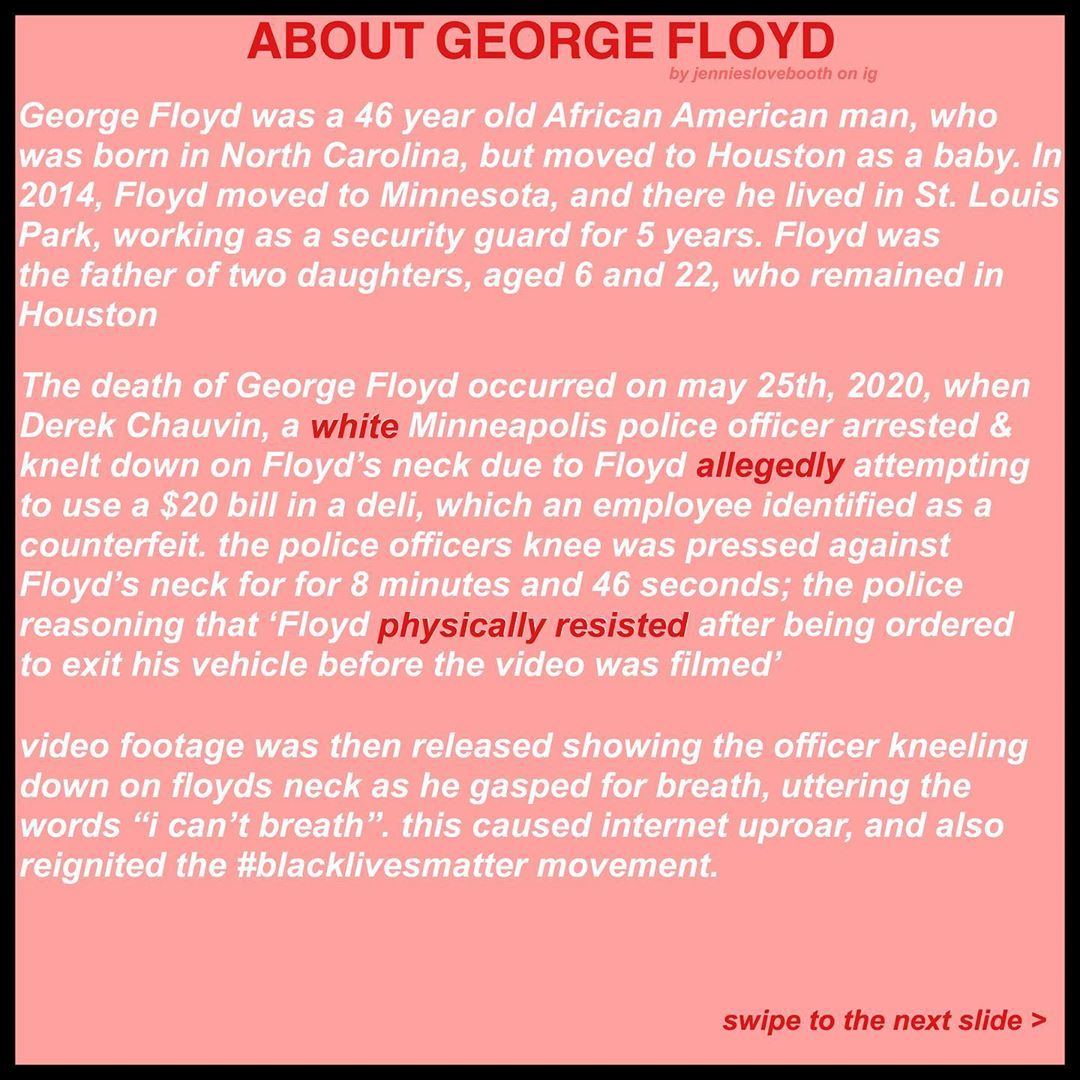 ABOUT GEORGE FLOYD
by jennieslovebooth on ig
George Floyd was a 46 year old African American man, who
was born in North Carolina, but moved to Houston as a baby. In
2014, Floyd moved to Minnesota, and there he lived in St. Louis
Park, working as a security guard for 5 years. Floyd was
the father of two daughters, aged 6 and 22, who remained in
Houston
The death of George Floyd occurred on may 25th, 2020, when
Derek Chauvin, a white Minneapolis police officer arrested &
knelt down on Floyd’s neck due to Floyd allegedly attempting
to use a $20 bill in a deli, which an employee identified as a
counterfeit. the police officers knee was pressed against
Floyd’s neck for for 8 minutes and 46 seconds; the police
reasoning that ‘Floyd physically resisted after being ordered
to exit his vehicle before the video was filmed’
video footage was then released showing the officer kneeling
down on floyds neck as he gasped for breath, uttering the
words “i can’t breath”. this caused internet uproar, and also
reignited the #blacklivesmatter movement.
swipe to the next slide >